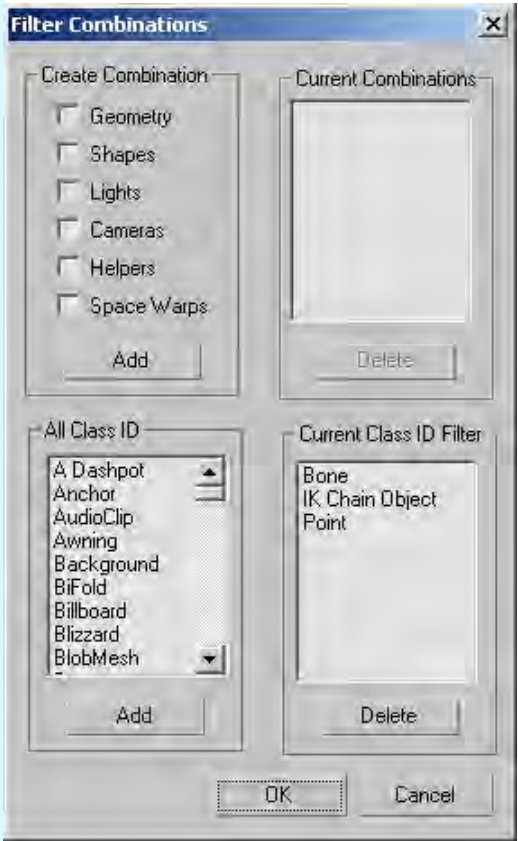 Filter Combinations
Create Combination
Geometry
Shapes
Lights
Cameras
Helpers
Space Warps
Add
Current Combinations
Delete
All Class ID
A Dashpot
Anchor
AudioClip
Awning
Background
BiFold
Billboard
Blizzard
BlobMesh
Add
Current Class ID Filter
Bone
IK Chain Object
Point
Delete
OK
Cancel